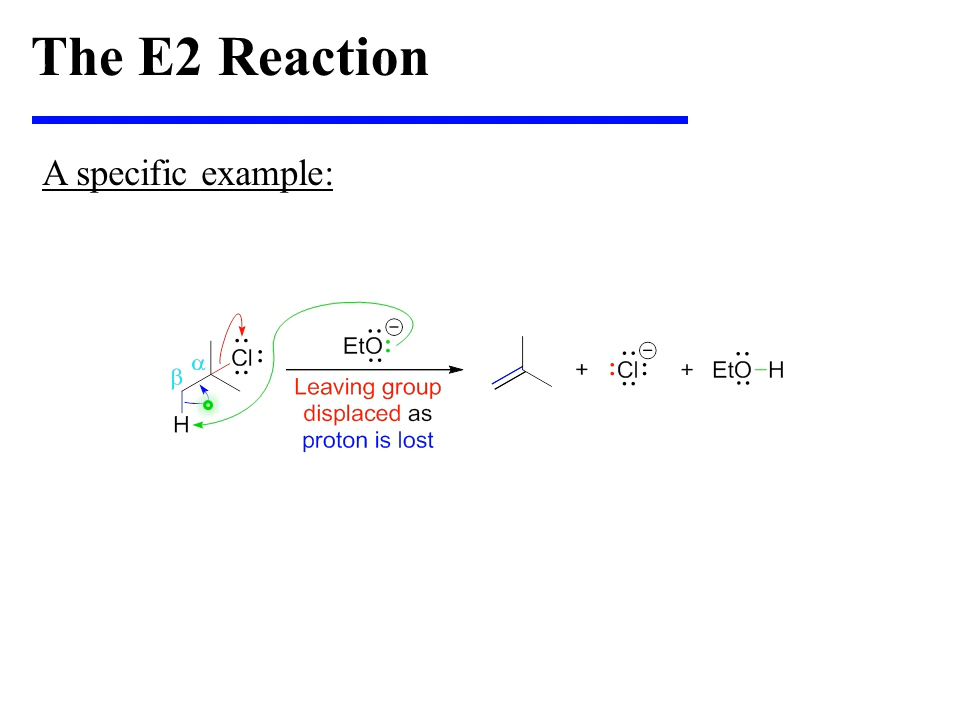 The E2 Reaction
A specific example:
β α Cl
H
EtO −
Leaving group
displaced as
proton is lost
+ Cl − + EtO H